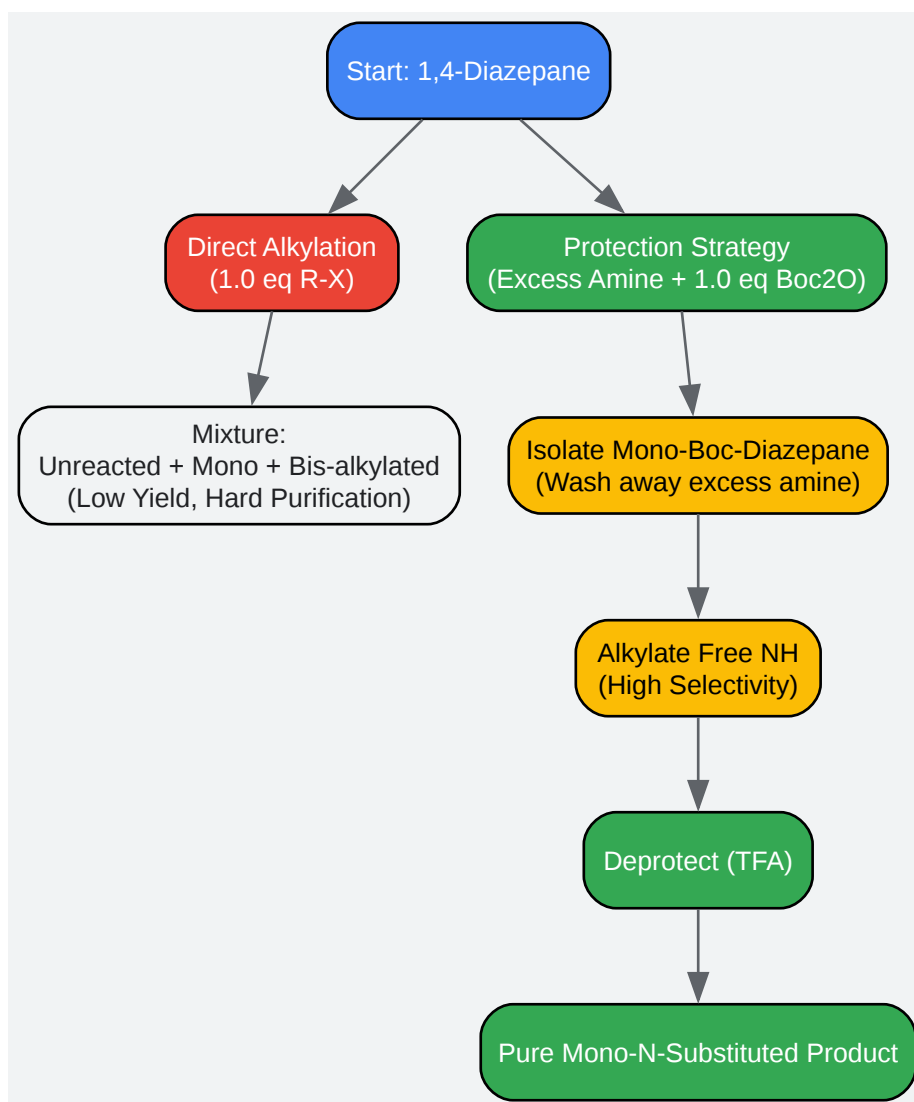 Start: 1,4-Diazepane
Direct Alkylation
(1.0 eq R-X)
Protection Strategy
(Excess Amine + 1.0 eq Boc2O)
Mixture:
Unreacted + Mono + Bis-alkylated
(Low Yield, Hard Purification)
Isolate Mono-Boc-Diazepane
(Wash away excess amine)
Alkylate Free NH
(High Selectivity)
Deprotect (TFA)
Pure Mono-N-Substituted Product